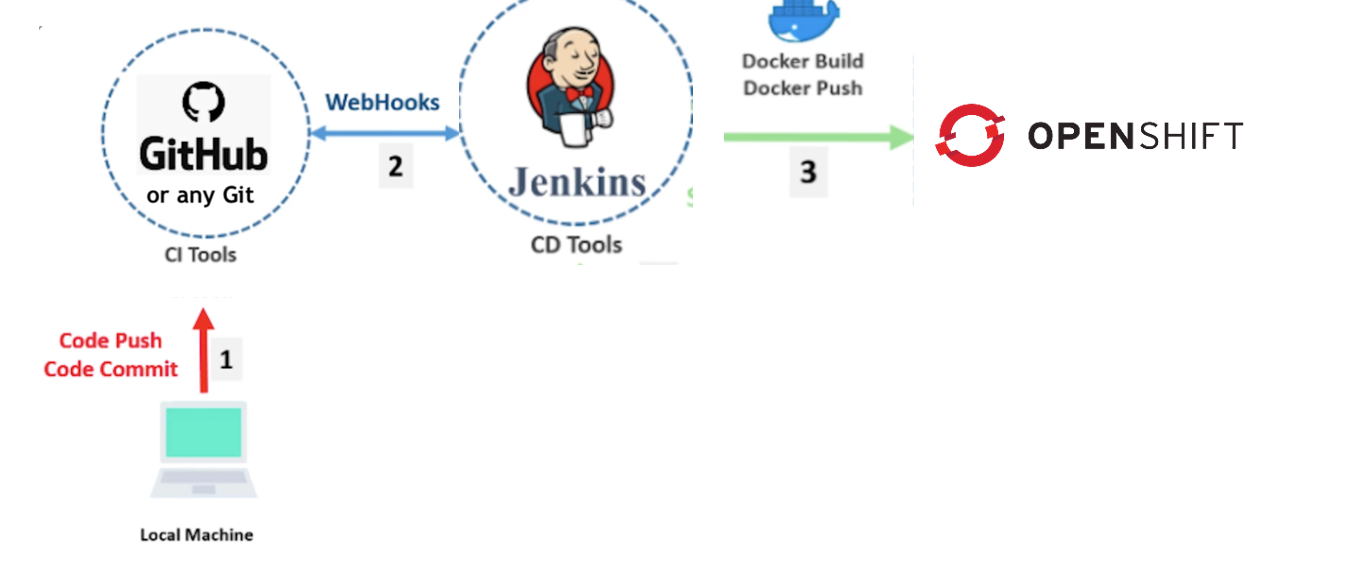 GitHub
or any Git
CI Tools
WebHooks
2
Jenkins
CD Tools
Docker Build
Docker Push
3
OPENSHIFT
Code Push
Code Commit
1
Local Machine